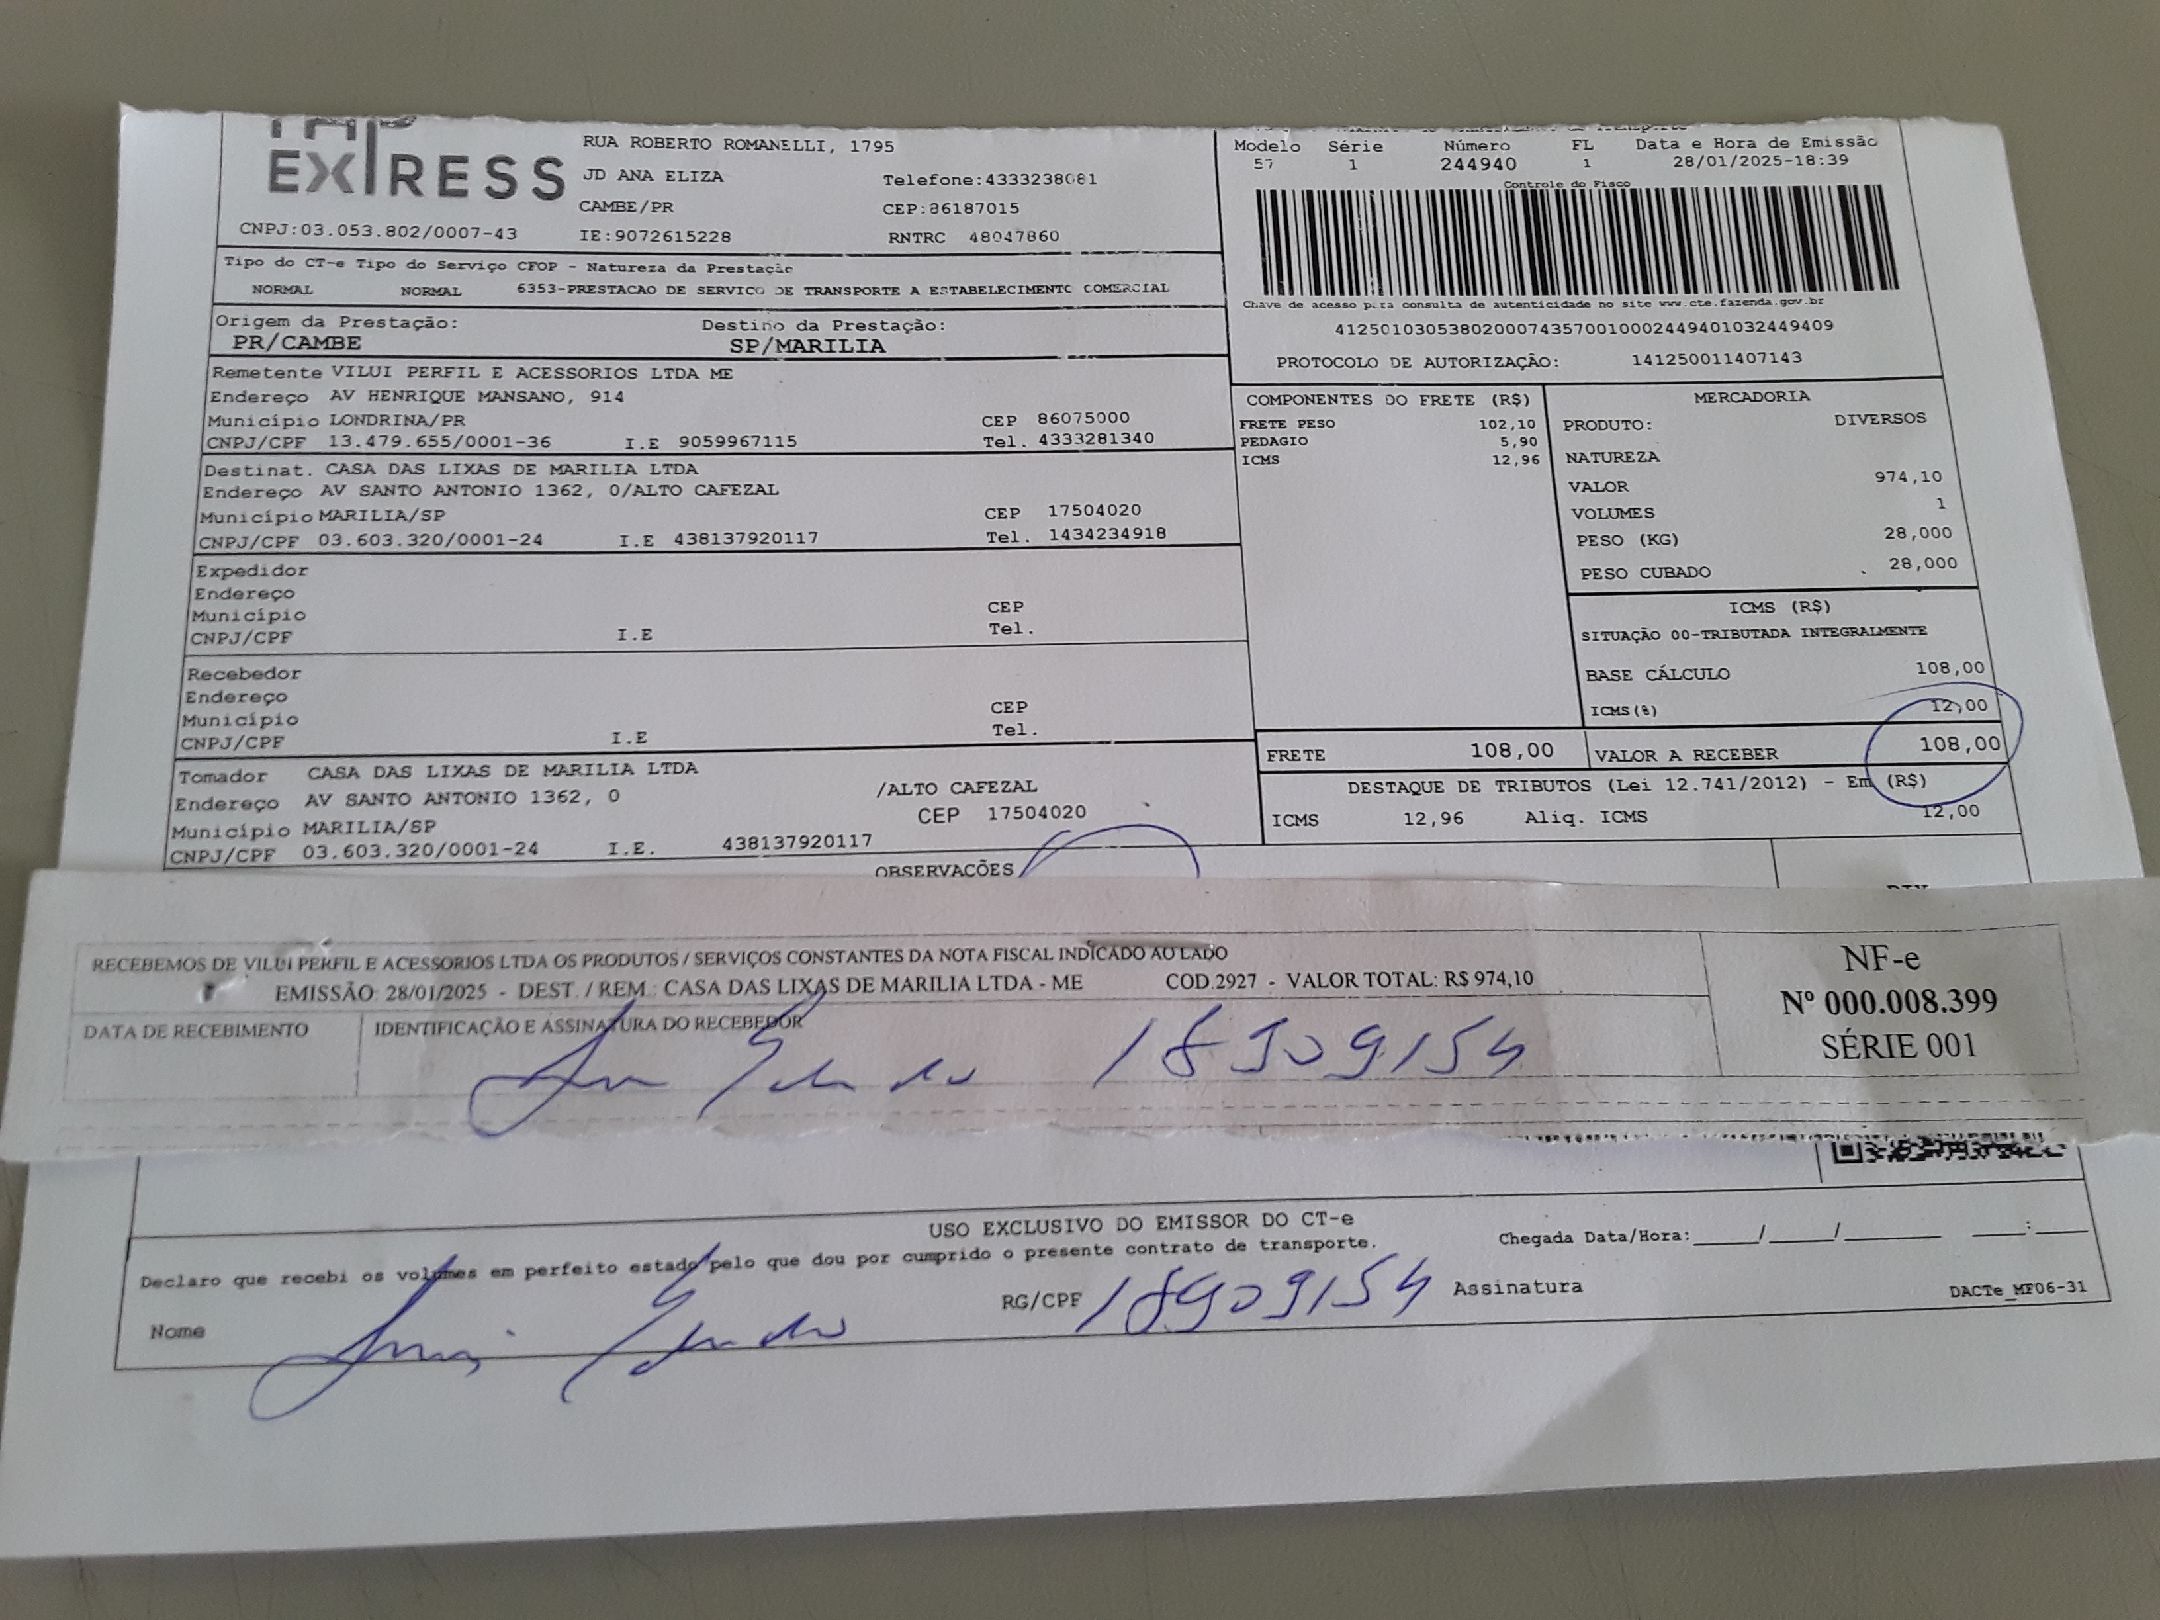 EXPRESS
RUA ROBERTO ROMANELLI, 1795
JD ANA ELIZA Telefone:4333238081
CAMBE/PR CEP:86187015
CNPJ:03.053.802/0007-43 IE:9072615228 RNTRC 48047860
Modelo Série Número FL Data e Hora de Emissão
57 1 244940 1 28/01/2025-18:39
Controle do Fisco
Chave de acesso para consulta de autenticidade no site www.cte.fazenda.gov.br
41250103053802000743570010002449401032449409
PROTOCOLO DE AUTORIZAÇÃO: 141250011407143
Tipo do CT-e Tipo do Serviço CFOP - Natureza da Prestação
NORMAL NORMAL 6353-PRESTACAO DE SERVICO DE TRANSPORTE A ESTABELECIMENTO COMERCIAL
Origem da Prestação: Destino da Prestação:
PR/CAMBE SP/MARILIA
Remetente VILUI PERFIL E ACESSORIOS LTDA ME
Endereço AV HENRIQUE MANSANO, 914
Município LONDRINA/PR CEP 86075000
CNPJ/CPF 13.479.655/0001-36 I.E 9059967115 Tel. 4333281340
Destinat. CASA DAS LIXAS DE MARILIA LTDA
Endereço AV SANTO ANTONIO 1362, 0/ALTO CAFEZAL
Município MARILIA/SP CEP 17504020
CNPJ/CPF 03.603.320/0001-24 I.E 438137920117 Tel. 1434234918
Expedidor
Endereço
Município CEP
CNPJ/CPF I.E Tel.
Recebedor
Endereço
Município CEP
CNPJ/CPF I.E Tel.
Tomador CASA DAS LIXAS DE MARILIA LTDA
Endereço AV SANTO ANTONIO 1362, 0 /ALTO CAFEZAL
Município MARILIA/SP CEP 17504020
CNPJ/CPF 03.603.320/0001-24 I.E. 438137920117
COMPONENTES DO FRETE (R$)
FRETE PESO 102,10
PEDAGIO 5,90
ICMS 12,96
MERCADORIA
PRODUTO: DIVERSOS
NATUREZA
VALOR 974,10
VOLUMES 1
PESO (KG) 28,000
PESO CUBADO 28,000
ICMS (R$)
SITUAÇÃO 00-TRIBUTADA INTEGRALMENTE
BASE CÁLCULO 108,00
ICMS(%) 12,00
FRETE 108,00 VALOR A RECEBER 108,00
DESTAQUE DE TRIBUTOS (Lei 12.741/2012) - Em (R$)
ICMS 12,96 Aliq. ICMS 12,00
OBSERVAÇÕES
RECEBEMOS DE VILUI PERFIL E ACESSORIOS LTDA OS PRODUTOS / SERVIÇOS CONSTANTES DA NOTA FISCAL INDICADO AO LADO
EMISSÃO: 28/01/2025 - DEST. / REM.: CASA DAS LIXAS DE MARILIA LTDA - ME COD.2927 - VALOR TOTAL: R$ 974,10
DATA DE RECEBIMENTO IDENTIFICAÇÃO E ASSINATURA DO RECEBEDOR
18909154
NF-e
Nº 000.008.399
SÉRIE 001
USO EXCLUSIVO DO EMISSOR DO CT-e
Declaro que recebi os volumes em perfeito estado pelo que dou por cumprido o presente contrato de transporte.
Chegada Data/Hora:_____/_____/________ ____:____
Nome RG/CPF 18909154 Assinatura
DACTe_MF06-31